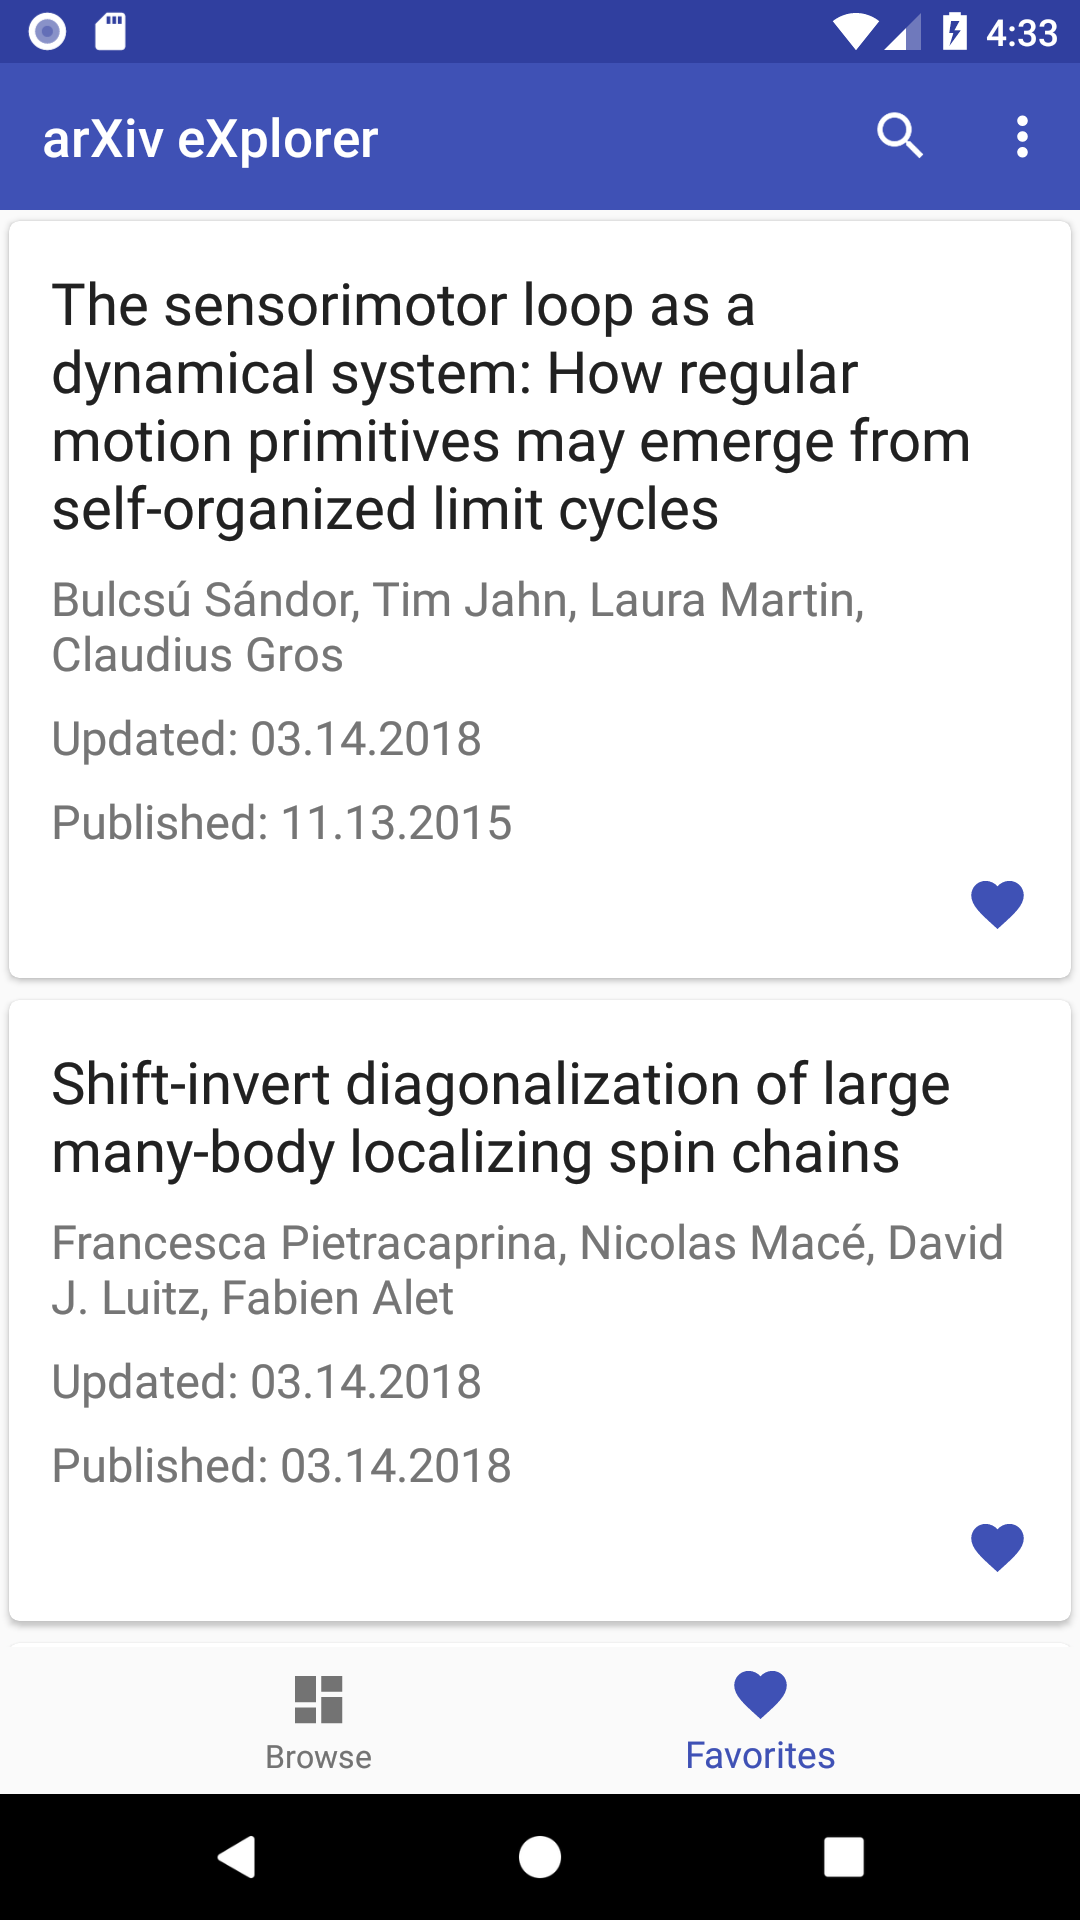 4:33
arXiv eXplorer
The sensorimotor loop as a
dynamical system: How regular
motion primitives may emerge from
self-organized limit cycles
Bulcsú Sándor, Tim Jahn, Laura Martin,
Claudius Gros
Updated: 03.14.2018
Published: 11.13.2015
Shift-invert diagonalization of large
many-body localizing spin chains
Francesca Pietracaprina, Nicolas Macé, David
J. Luitz, Fabien Alet
Updated: 03.14.2018
Published: 03.14.2018
Browse
Favorites